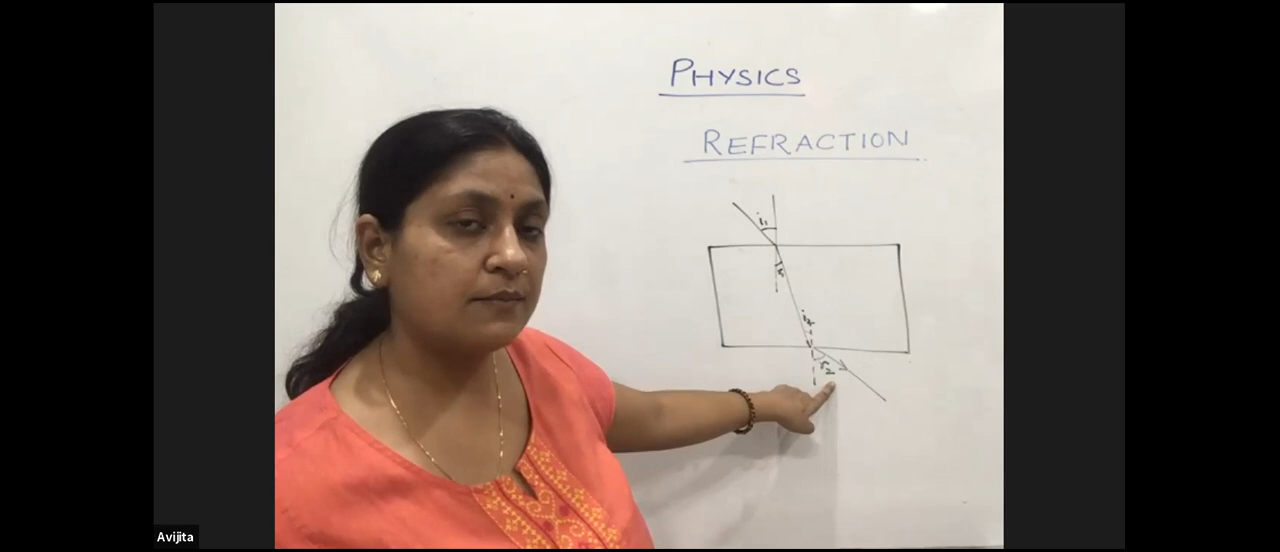 PHYSICS
REFRACTION
i₁
r₁
i₂
r₂
Avijita